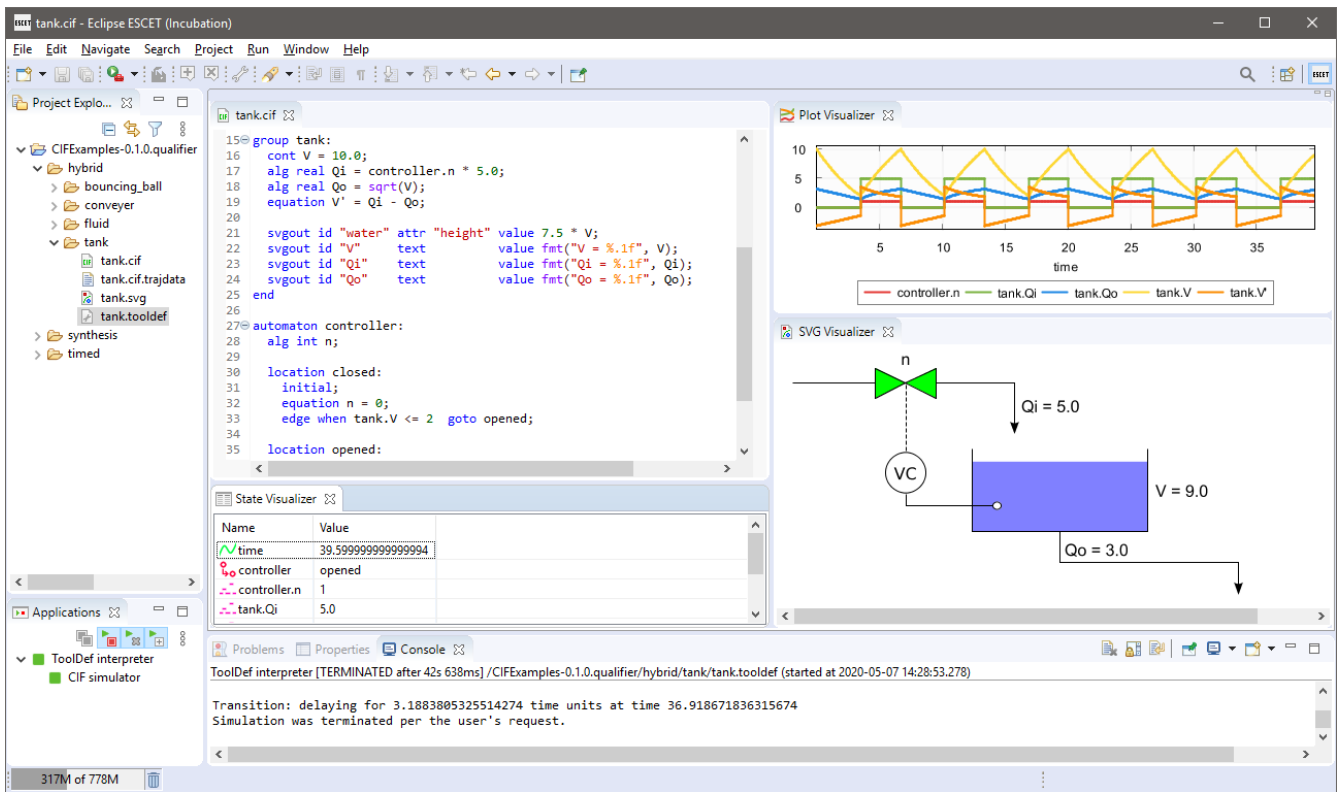 tank.cif - Eclipse ESCET (Incubation)
File Edit Navigate Search Project Run Window Help
ESCET
Project Explo...
CIFExamples-0.1.0.qualifier
hybrid
bouncing_ball
conveyer
fluid
tank
tank.cif
tank.cif.trajdata
tank.svg
tank.tooldef
synthesis
timed
Applications
ToolDef interpreter
CIF simulator
tank.cif
15 group tank:
16 cont V = 10.0;
17 alg real Qi = controller.n * 5.0;
18 alg real Qo = sqrt(V);
19 equation V' = Qi - Qo;
20
21 svgout id "water" attr "height" value 7.5 * V;
22 svgout id "V" text value fmt("V = %.1f", V);
23 svgout id "Qi" text value fmt("Qi = %.1f", Qi);
24 svgout id "Qo" text value fmt("Qo = %.1f", Qo);
25 end
26
27 automaton controller:
28 alg int n;
29
30 location closed:
31 initial;
32 equation n = 0;
33 edge when tank.V <= 2 goto opened;
34
35 location opened:
State Visualizer
Name Value
time 39.599999999999994
controller opened
controller.n 1
tank.Qi 5.0
Plot Visualizer
10
5
0
5 10 15 20 25 30 35
time
controller.n tank.Qi tank.Qo tank.V tank.V'
SVG Visualizer
n
Qi = 5.0
VC
V = 9.0
Qo = 3.0
Problems Properties Console
ToolDef interpreter [TERMINATED after 42s 638ms] /CIFExamples-0.1.0.qualifier/hybrid/tank/tank.tooldef (started at 2020-05-07 14:28:53.278)
Transition: delaying for 3.1883805325514274 time units at time 36.918671836315674
Simulation was terminated per the user's request.
317M of 778M